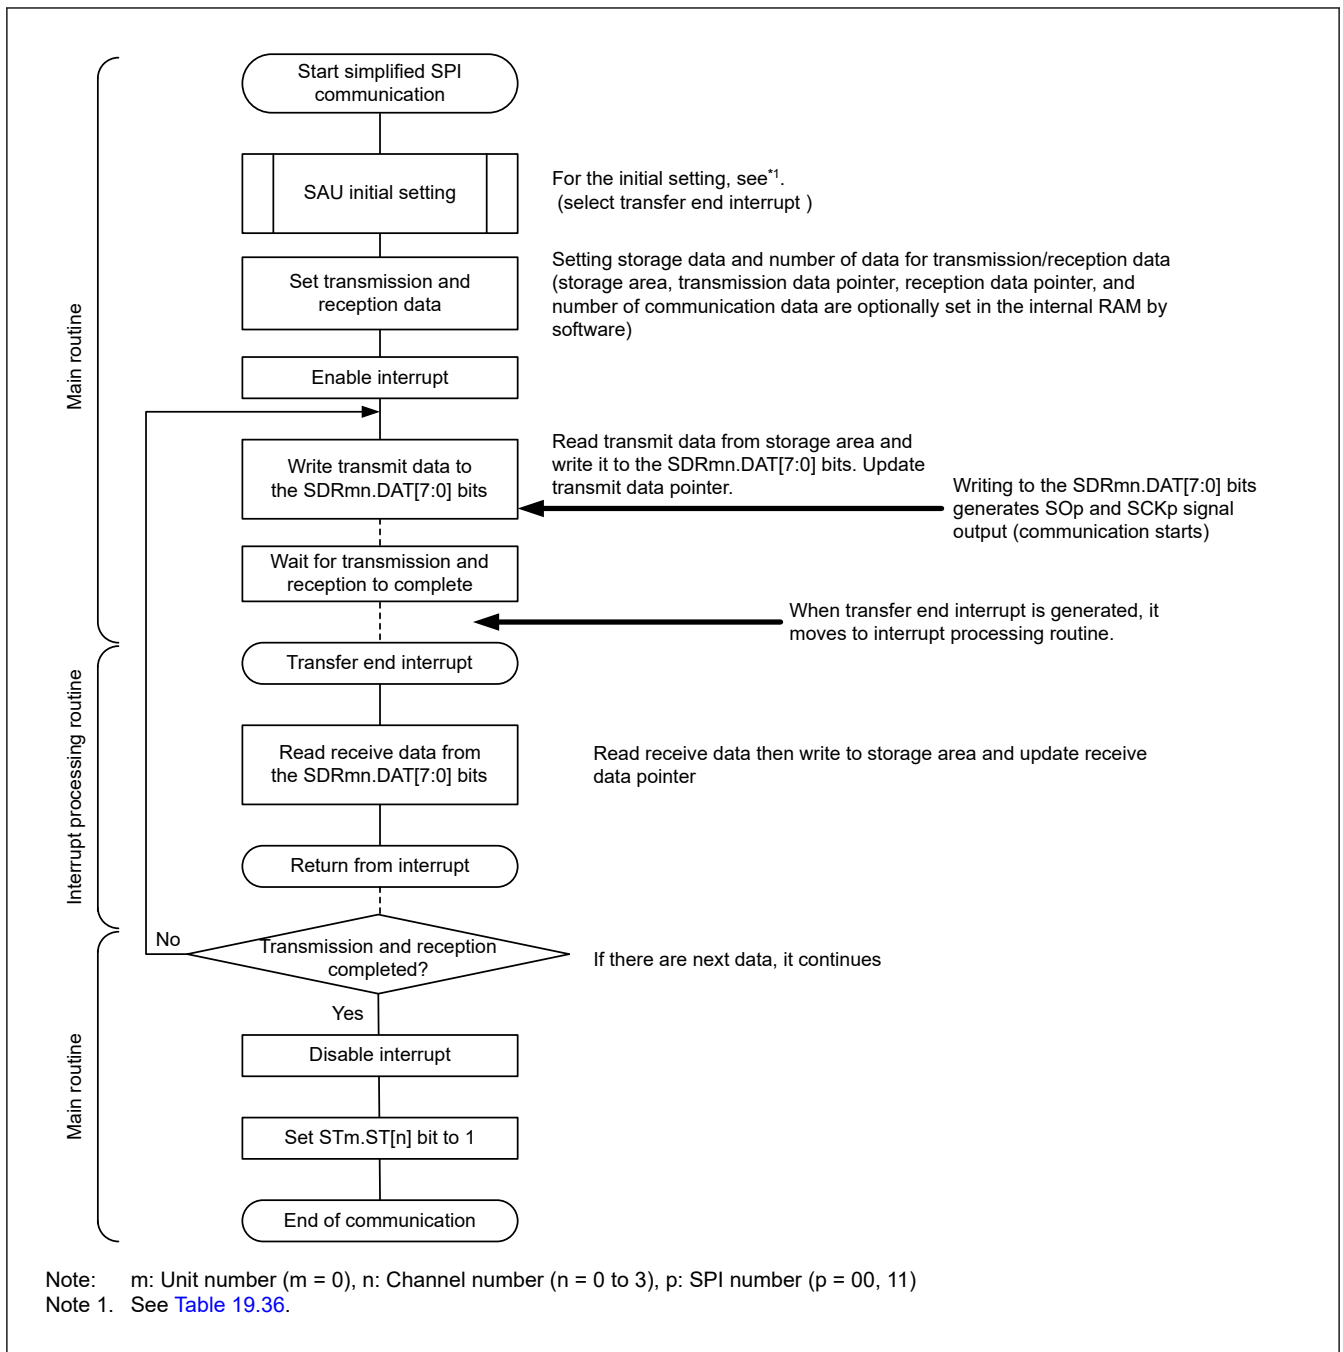 Start simplified SPI
communication
SAU initial setting
For the initial setting, see*1.
(select transfer end interrupt )
Set transmission and
reception data
Setting storage data and number of data for transmission/reception data
(storage area, transmission data pointer, reception data pointer, and
number of communication data are optionally set in the internal RAM by
software)
Main routine
Enable interrupt
Write transmit data to
the SDRmn.DAT[7:0] bits
Read transmit data from storage area and
write it to the SDRmn.DAT[7:0] bits. Update
transmit data pointer.
Writing to the SDRmn.DAT[7:0] bits
generates SOp and SCKp signal
output (communication starts)
Wait for transmission and
reception to complete
When transfer end interrupt is generated, it
moves to interrupt processing routine.
Transfer end interrupt
Interrupt processing routine
Read receive data from
the SDRmn.DAT[7:0] bits
Read receive data then write to storage area and update receive
data pointer
Return from interrupt
No
Transmission and reception
completed?
If there are next data, it continues
Yes
Main routine
Disable interrupt
Set STm.ST[n] bit to 1
End of communication
Note: m: Unit number (m = 0), n: Channel number (n = 0 to 3), p: SPI number (p = 00, 11)
Note 1. See Table 19.36.